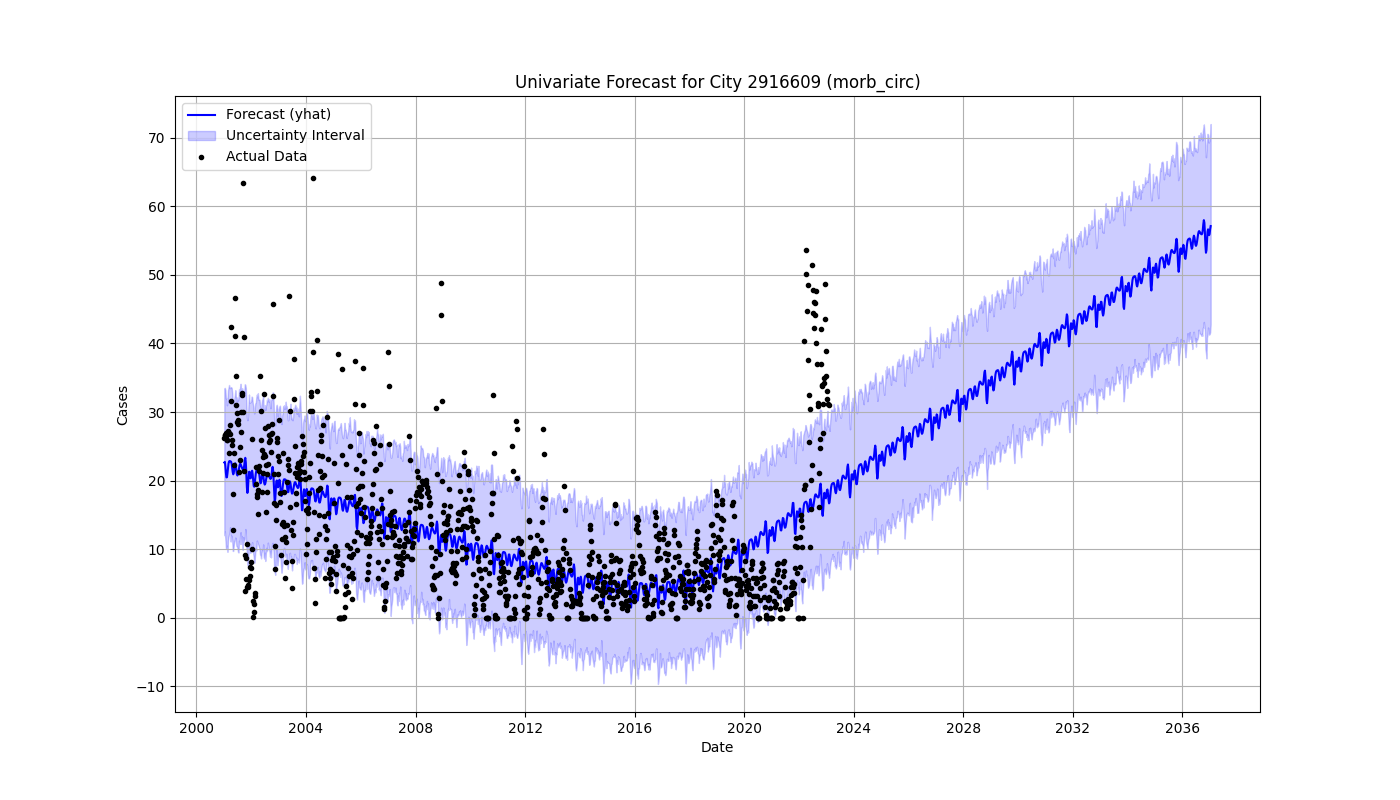 Univariate Forecast for City 2916609 (morb_circ)
Forecast (yhat)
Uncertainty Interval
Actual Data
70
60
50
40
30
20
10
0
−10
Cases
2000 2004 2008 2012 2016 2020 2024 2028 2032 2036
Date